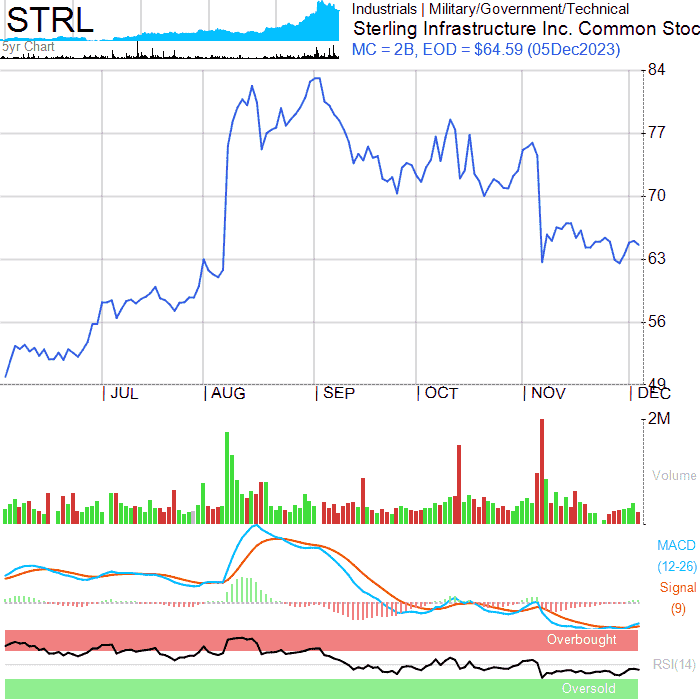 STRL
5yr Chart
Industrials | Military/Government/Technical
Sterling Infrastructure Inc. Common Stoc
MC = 2B, EOD = $64.59 (05Dec2023)
84
77
70
63
56
49
| JUL | AUG | SEP | OCT | NOV | DEC
2M
Volume
MACD
(12-26)
Signal
(9)
Overbought
RSI(14)
Oversold